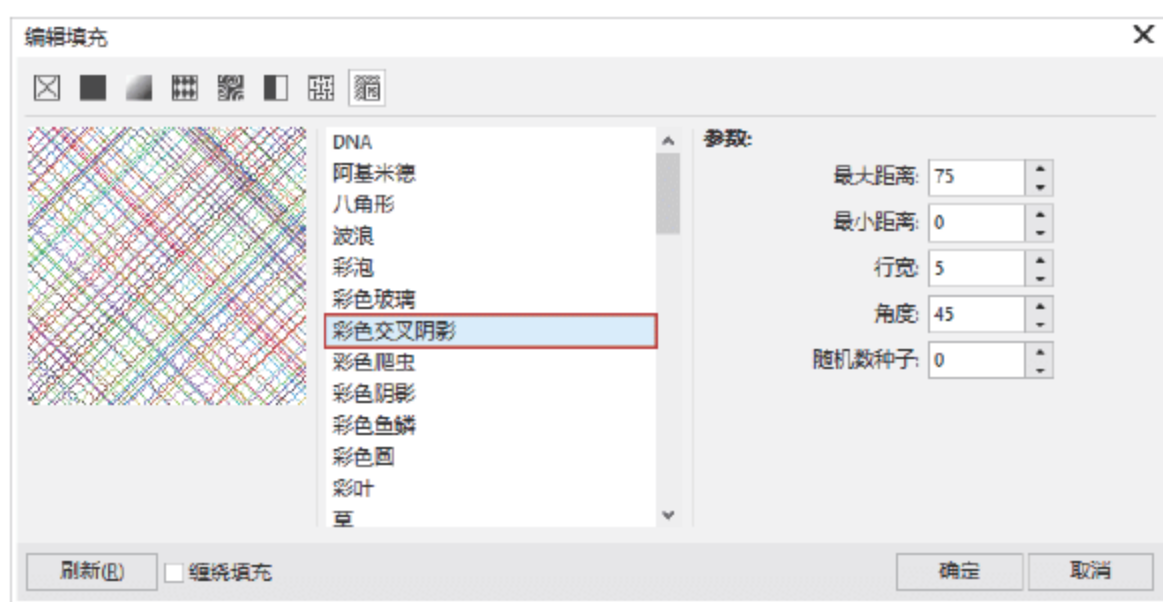 编辑填充
DNA
阿基米德
八角形
波浪
彩泡
彩色玻璃
彩色交叉阴影
彩色爬虫
彩色阴影
彩色鱼鳞
彩色圆
彩叶
草
参数:
最大距离: 75
最小距离: 0
行宽: 5
角度: 45
随机数种子: 0
刷新(R)
缠绕填充
确定
取消